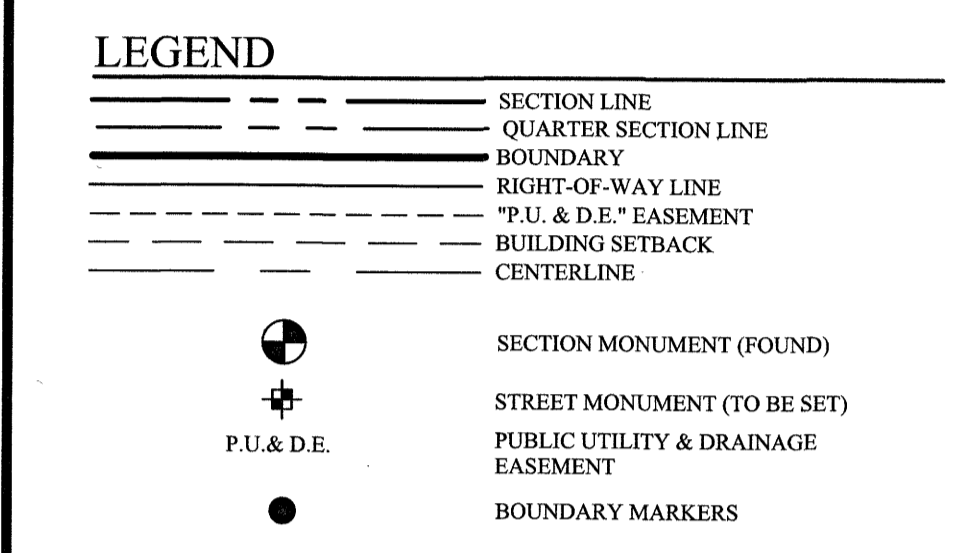 LEGEND
SECTION LINE
QUARTER SECTION LINE
BOUNDARY
RIGHT-OF-WAY LINE
"P.U. & D.E." EASEMENT
BUILDING SETBACK
CENTERLINE
SECTION MONUMENT (FOUND)
STREET MONUMENT (TO BE SET)
P.U.& D.E. PUBLIC UTILITY & DRAINAGE
EASEMENT
BOUNDARY MARKERS